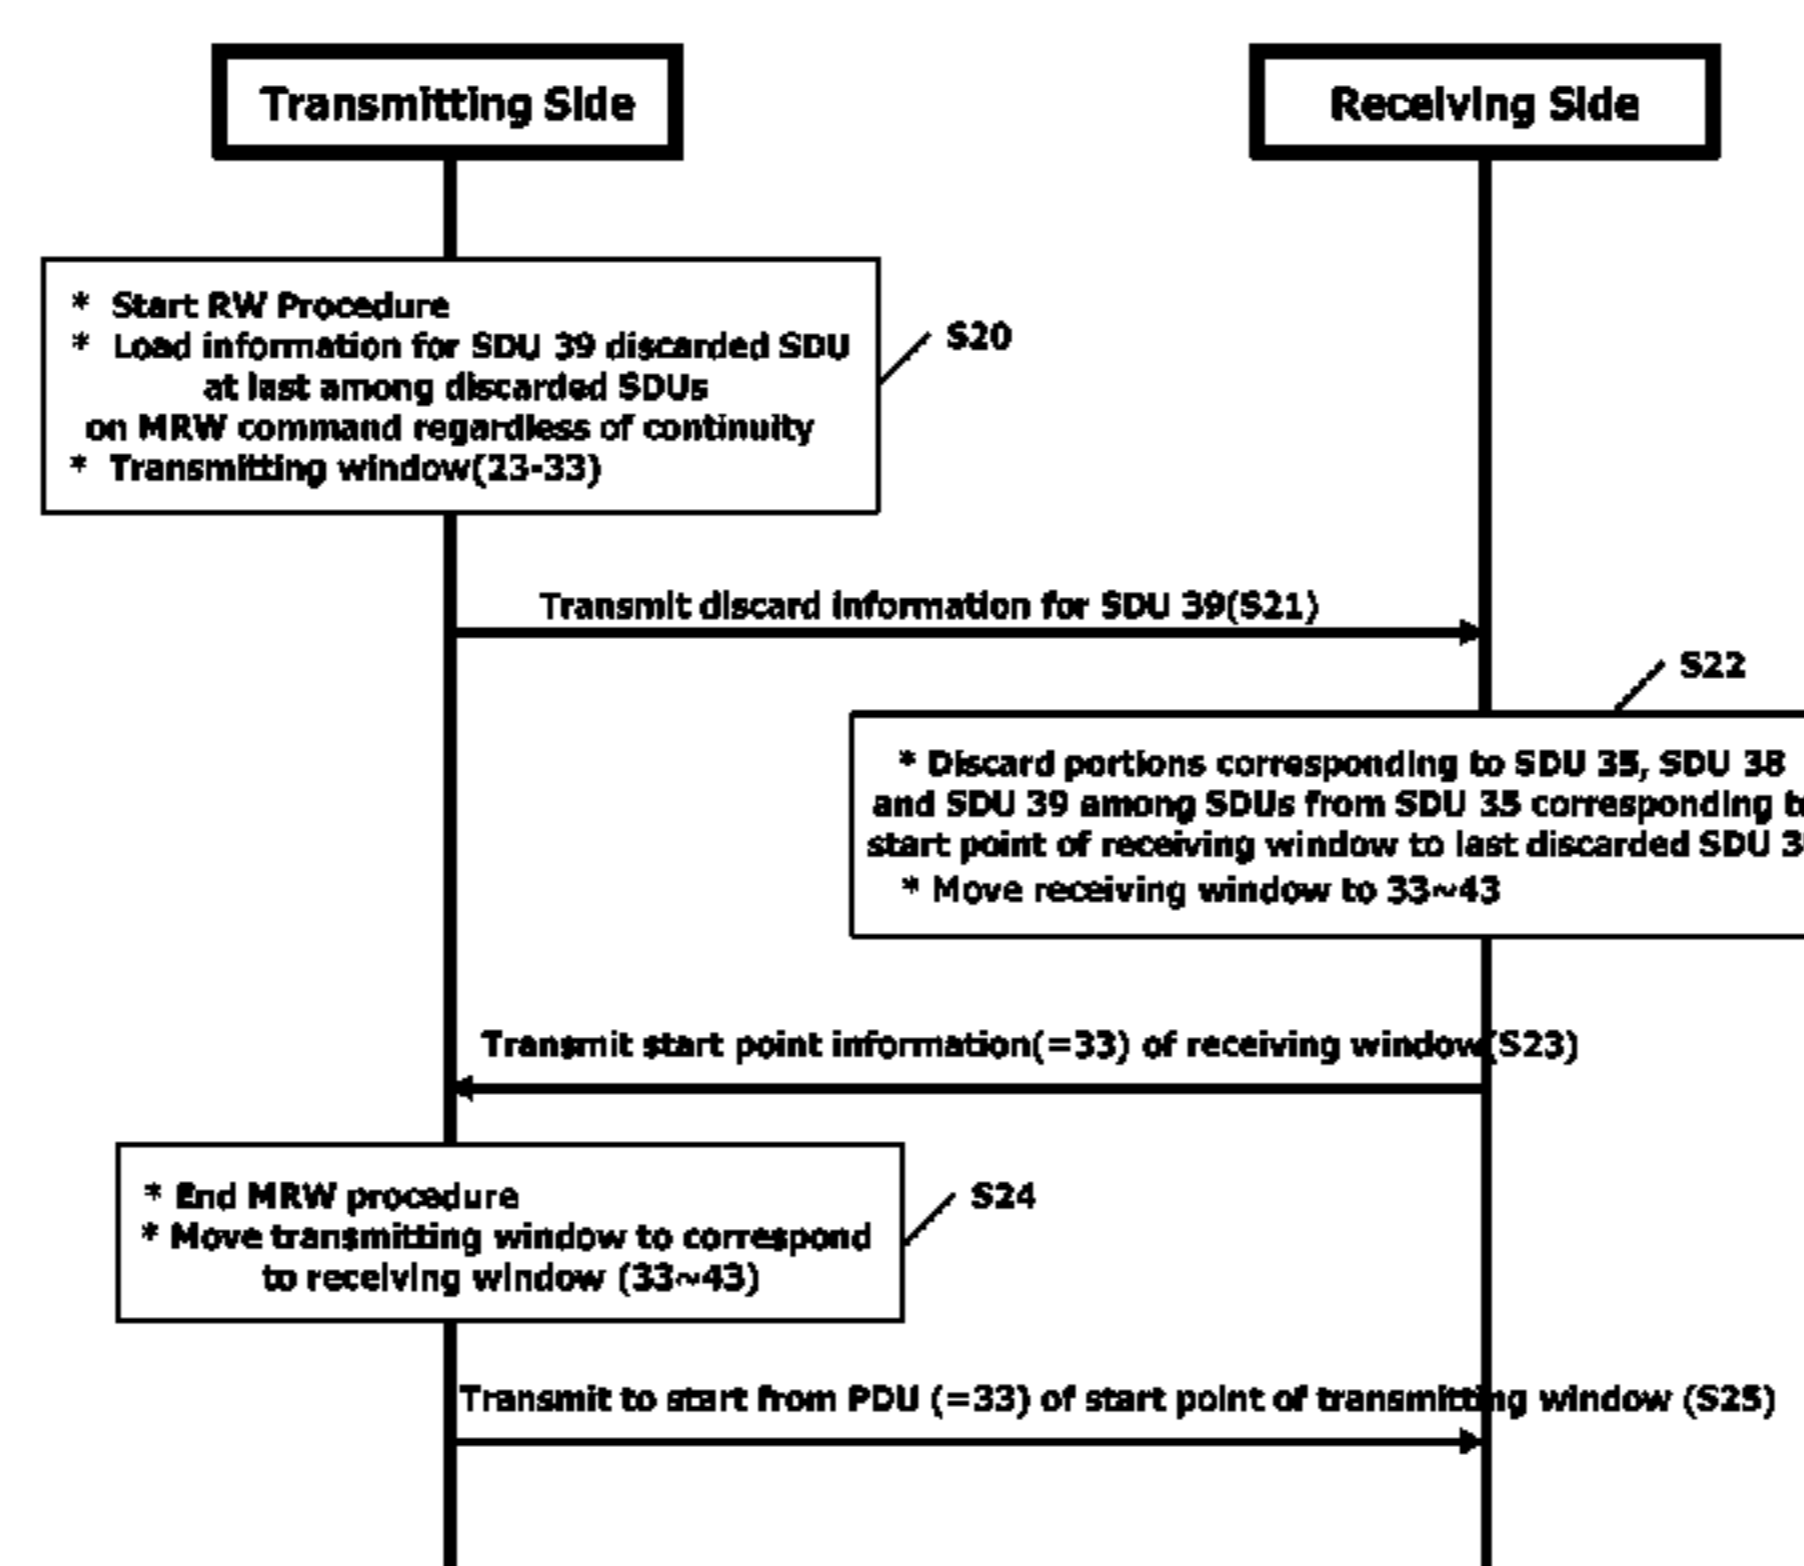 Transmitting Side
Receiving Side
* Start RW Procedure
* Load information for SDU 39 discarded SDU
at last among discarded SDUs
on MRW command regardless of continuity
* Transmitting window(23-33)
S20
Transmit discard information for SDU 39(S21)
S22
* Discard portions corresponding to SDU 35, SDU 38
and SDU 39 among SDUs from SDU 35 corresponding
start point of receiving window to last discarded SDU
* Move receiving window to 33~43
Transmit start point information(=33) of receiving window(S23)
* End MRW procedure
* Move transmitting window to correspond
to receiving window (33~43)
S24
Transmit to start from PDU (=33) of start point of transmitting window (S25)